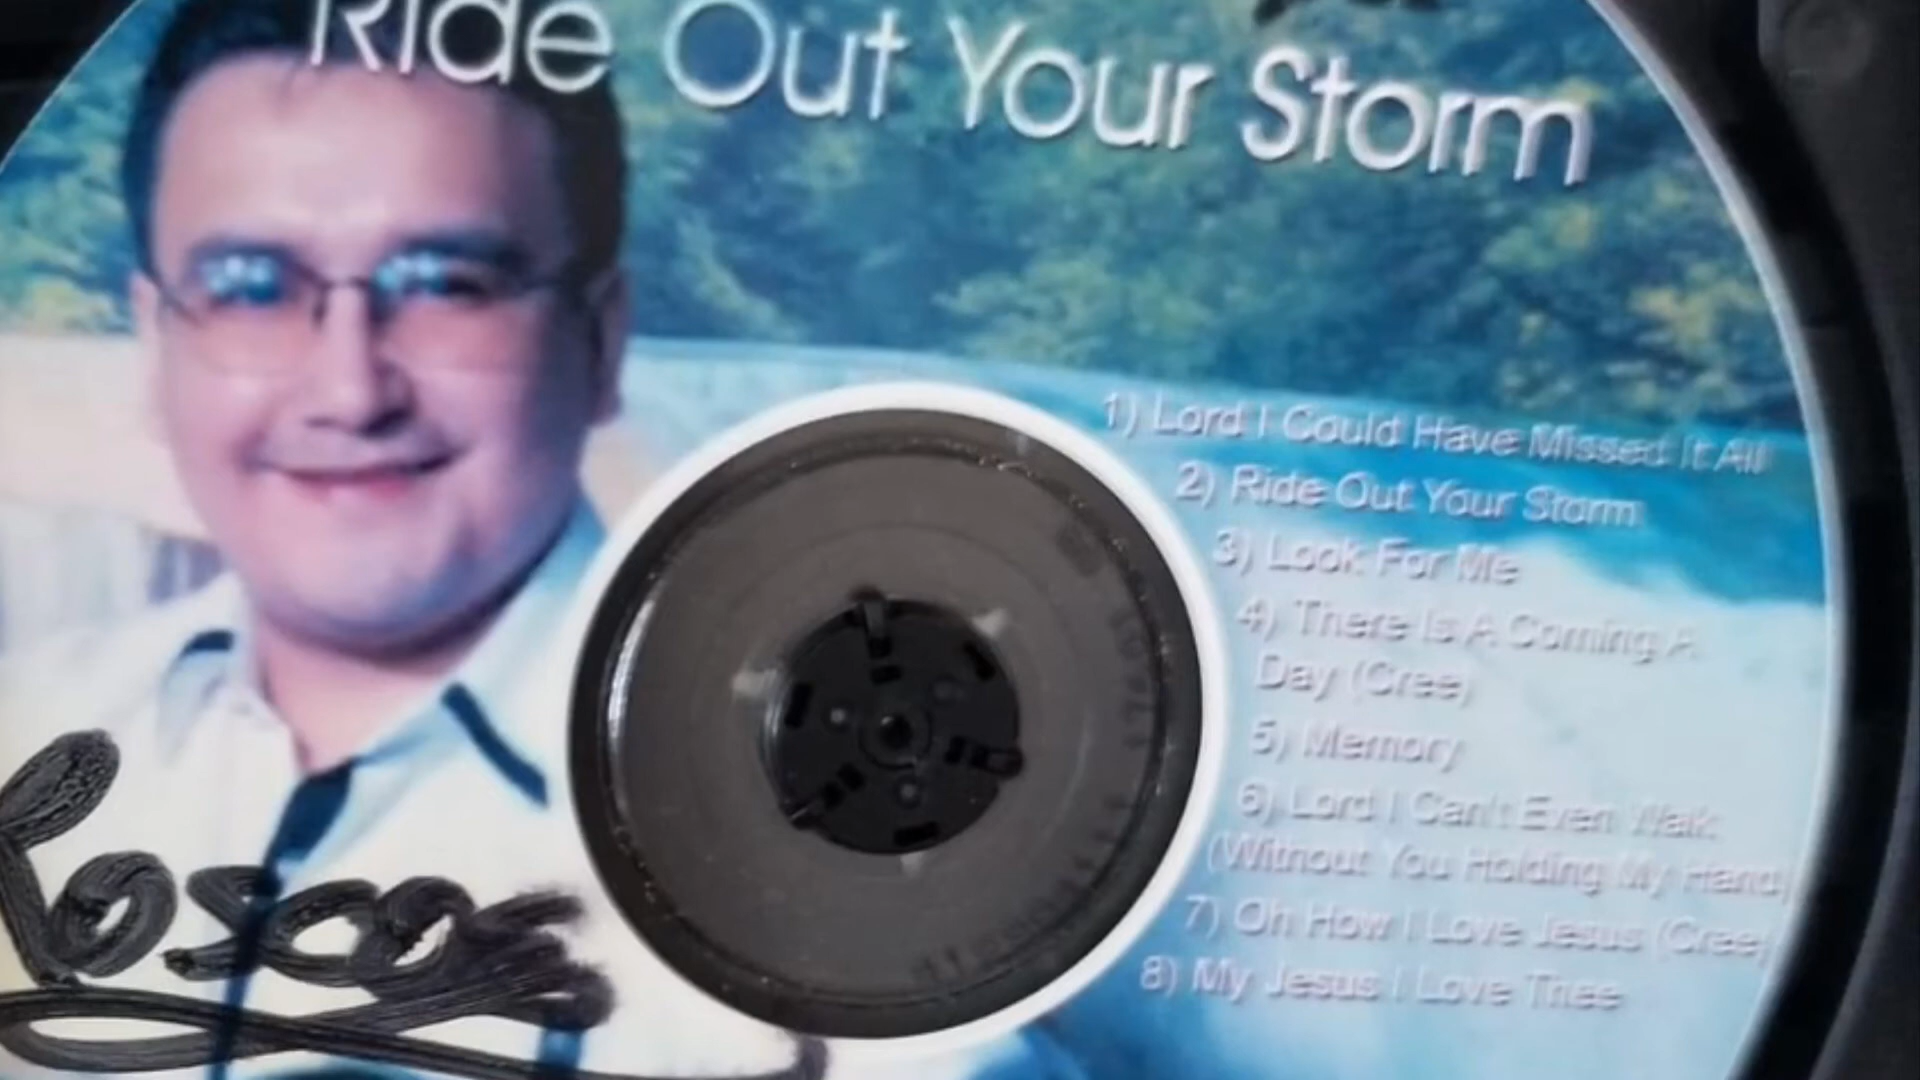 Ride Out Your Storm
1) Lord I Could Have Missed It All
2) Ride Out Your Storm
3) Look For Me
4) There Is A Coming A
Day (Cree)
5) Memory
6) Lord I Can't Even Walk
(Without You Holding My Hand)
7) Oh How I Love Jesus (Cree)
8) My Jesus I Love Thee